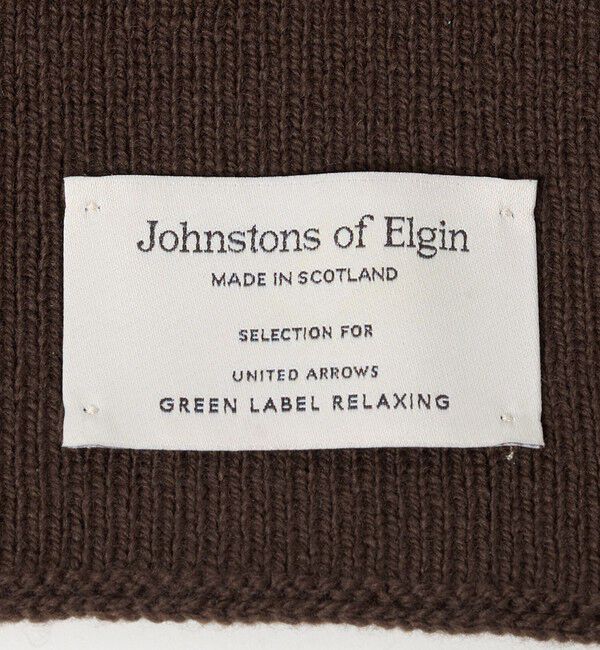 Johnstons of Elgin
MADE IN SCOTLAND
SELECTION FOR
UNITED ARROWS
GREEN LABEL RELAXING